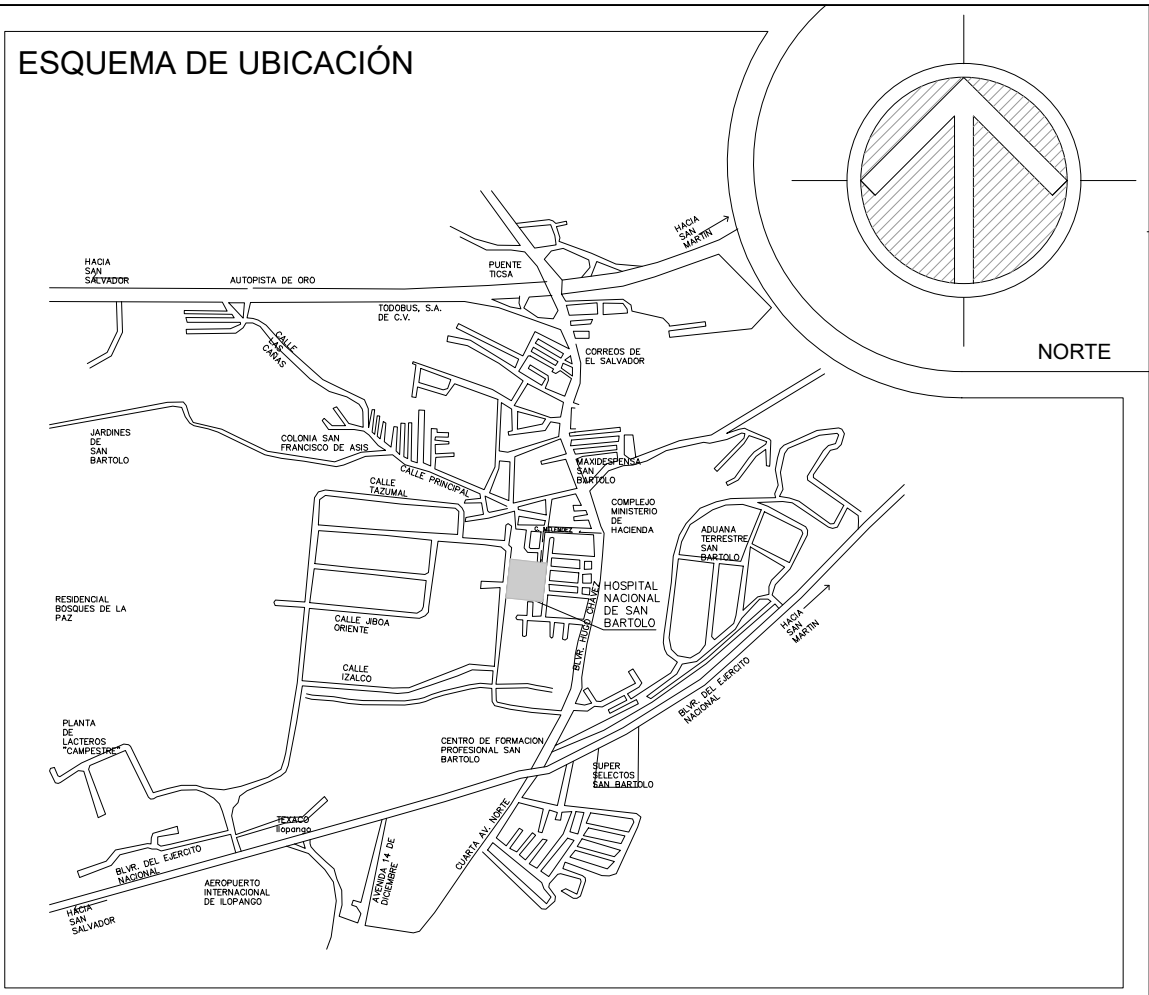 ESQUEMA DE UBICACIÓN
NORTE
HACIA
SAN
MARTIN
HACIA
SAN
SALVADOR
AUTOPISTA DE ORO
PUENTE
TICSA
TODOBUS, S.A.
DE C.V.
CALLE
LAS
CAÑAS
CORREOS DE
EL SALVADOR
JARDINES
DE
SAN
BARTOLO
COLONIA SAN
FRANCISCO DE ASIS
CALLE PRINCIPAL
CALLE
TAZUMAL
MAXIDESPENSA
SAN
BARTOLO
COMPLEJO
MINISTERIO
DE
HACIENDA
C. MELENDEZ
ADUANA
TERRESTRE
SAN
BARTOLO
HOSPITAL
NACIONAL
DE SAN
BARTOLO
RESIDENCIAL
BOSQUES DE LA
PAZ
CALLE JIBOA
ORIENTE
BLVR. HUGO CHAVEZ
HACIA
SAN
MARTIN
CALLE
IZALCO
BLVR. DEL EJERCITO
NACIONAL
PLANTA
DE
LACTEROS
"CAMPESTRE"
CENTRO DE FORMACION
PROFESIONAL SAN
BARTOLO
SUPER
SELECTOS
SAN BARTOLO
TEXACO
Ilopango
CUARTA AV. NORTE
BLVR. DEL EJERCITO
NACIONAL
AVENIDA 14 DE
DICIEMBRE
AEROPUERTO
INTERNACIONAL
DE ILOPANGO
HACIA
SAN
SALVADOR